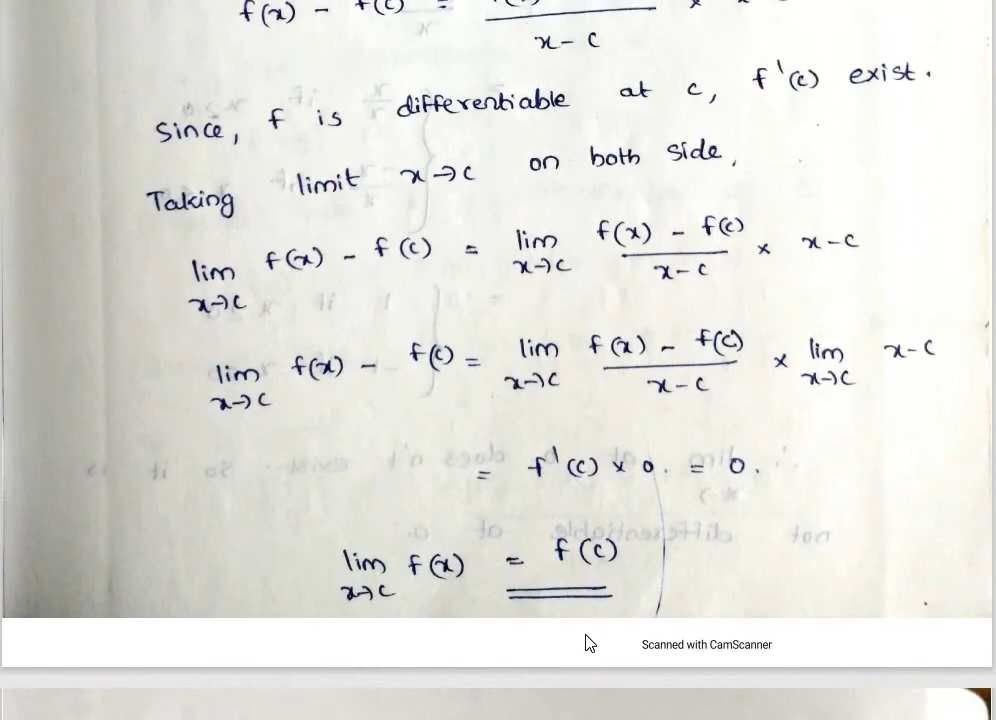 f(x) - f(c) =
x - c
Since, f is differentiable at c, f'(c) exist.
Taking limit x→c on both side,
lim x→c f(x) - f(c) = lim x→c f(x) - f(c) / x - c × x - c
lim x→c f(x) - f(c) = lim x→c f(x) - f(c) / x - c × lim x→c x - c
= f'(c) × 0. = 0.
lim x→c f(x) = f(c)
Scanned with CamScanner